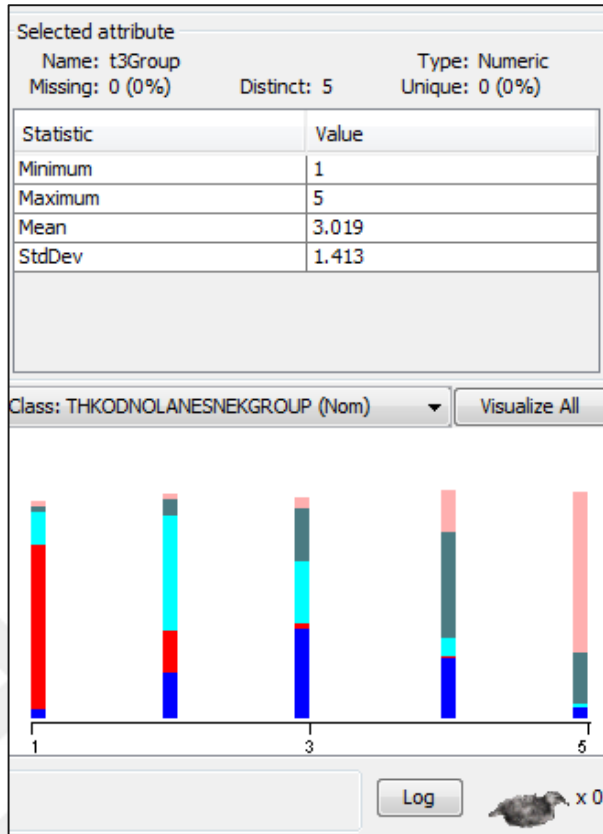 Selected attribute
Name: t3Group Type: Numeric
Missing: 0 (0%) Distinct: 5 Unique: 0 (0%)
Statistic Value
Minimum 1
Maximum 5
Mean 3.019
StdDev 1.413
Class: THKODNOLANESNEKGROUP (Nom) Visualize All
1 3 5
Log x 0